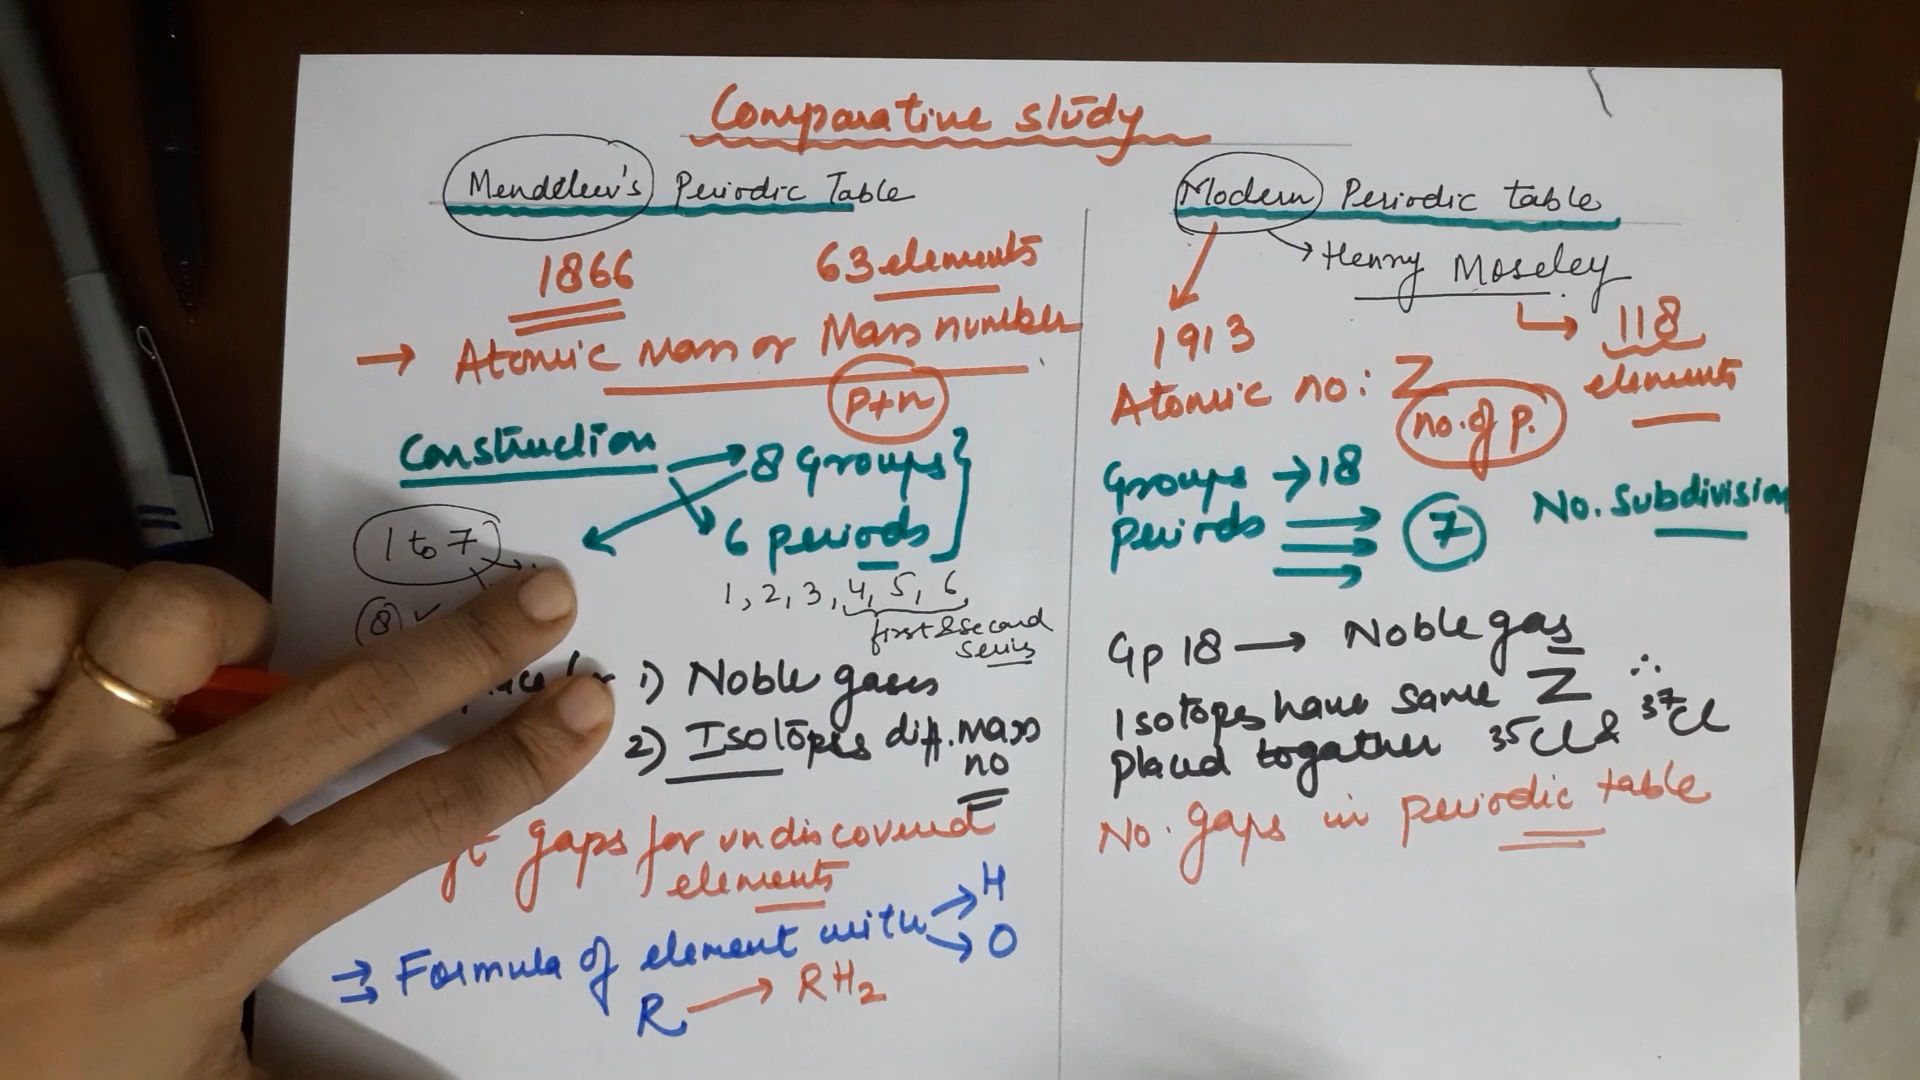 Comparative study
Mendeleev's Periodic Table
1866 63 elements
→ Atomic Mass or Mass number
p+n
Construction → 8 groups
6 periods
1 to 7
8 ✓
1, 2, 3, 4, 5, 6
first & second
series
1) Noble gases
2) Isotopes diff. mass
no
gaps for undiscovered
elements
⇒ Formula of element with → H
→ O
R → RH2
Modern Periodic table
→ Henny Moseley
1913 → 118
elements
Atomic no: Z
no. of p.
Groups → 18
periods → 7
No. Subdivision
Gp 18 → Noble gas
Isotopes have same Z ∴
placed togather 35Cl & 37Cl
No. gaps in periodic table